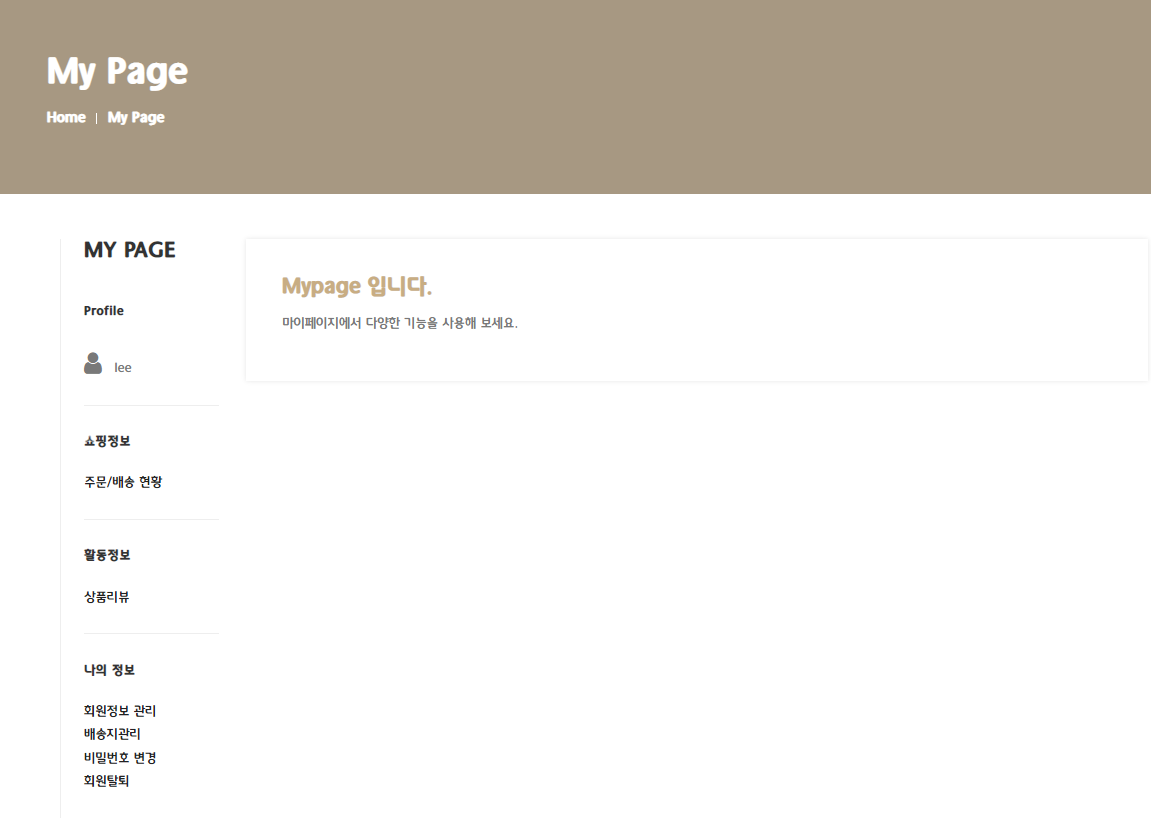 My Page
Home | My Page
MY PAGE
Profile
lee
쇼핑정보
주문/배송 현황
활동정보
상품리뷰
나의 정보
회원정보 관리
배송지관리
비밀번호 변경
회원탈퇴
Mypage 입니다.
마이페이지에서 다양한 기능을 사용해 보세요.